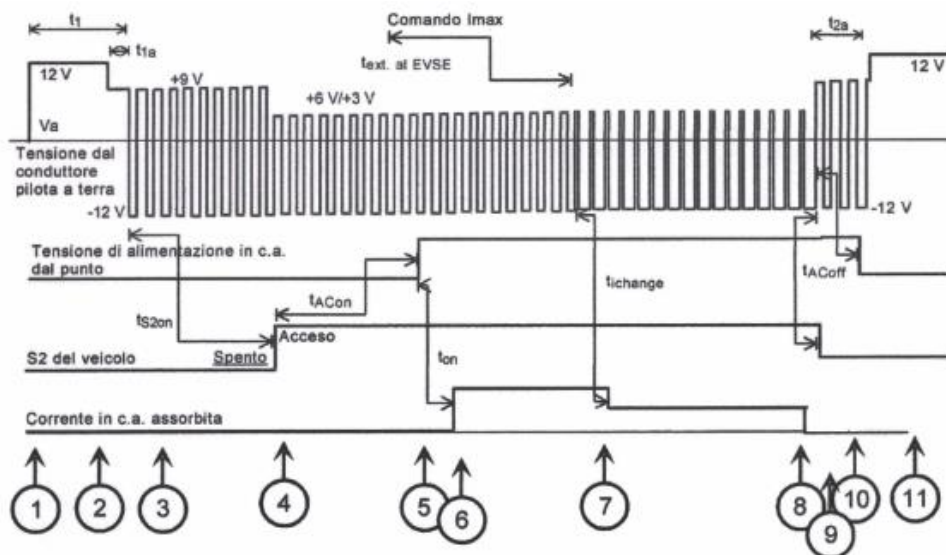 t1
t1a
Comando Imax
t2a
text. al EVSE
12 V
+9 V
+6 V/+3 V
12 V
Va
Tensione dal
conduttore
pilota a terra
-12 V
-12 V
Tensione di alimentazione in c.a.
dal punto
tACon
tichange
tACoff
tS2on
Acceso
S2 del veicolo
Spento
ton
Corrente in c.a. assorbita
1
2
3
4
5
6
7
8
9
10
11